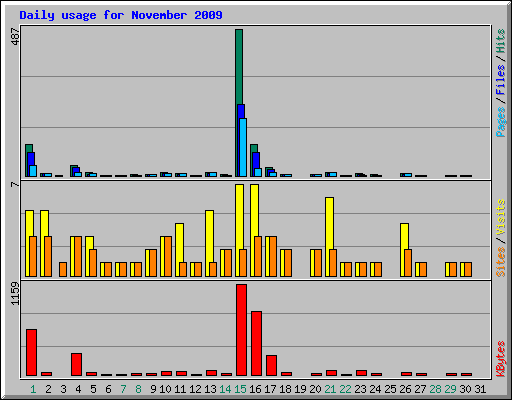 Daily usage for November 2009
487
Pages / Files / Hits
7
Sites / Visits
1159
KBytes
1 2 3 4 5 6 7 8 9 10 11 12 13 14 15 16 17 18 19 20 21 22 23 24 25 26 27 28 29 30 31